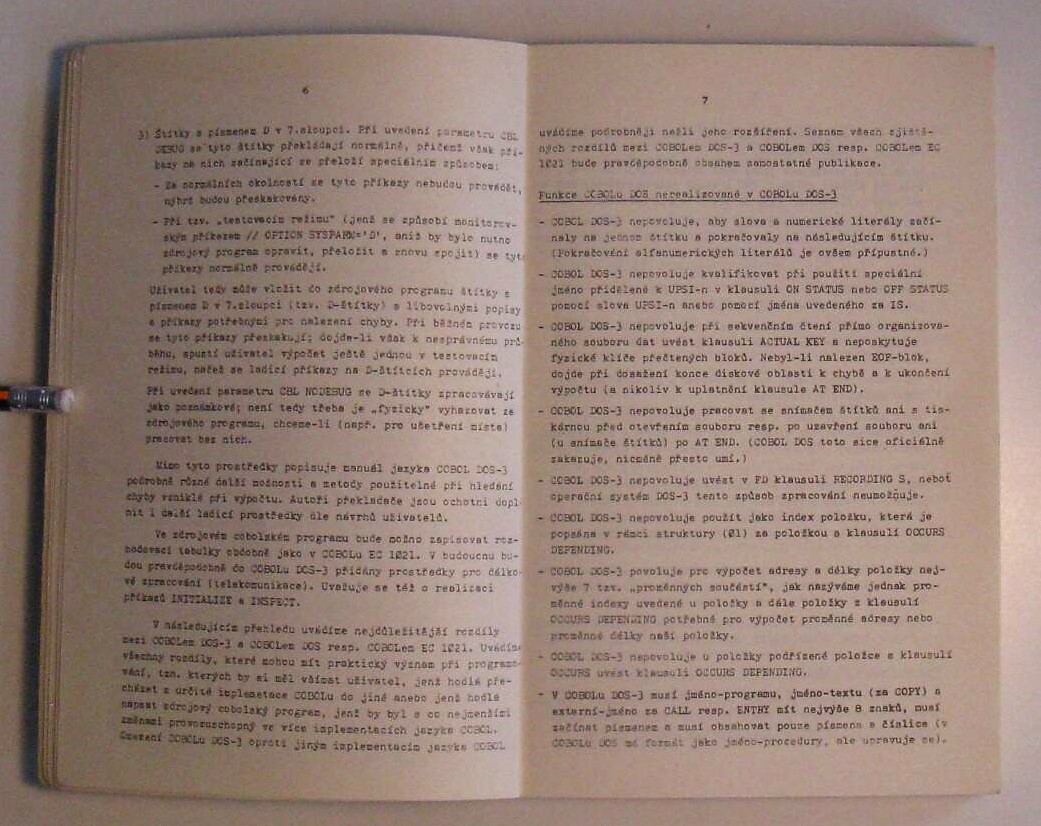 6
3) Štítky s písmenem D v 7.sloupci. Při uvedení parametru CBL
DEBUG se tyto štítky překládají normálně, přičemž však pří-
kazy na nich začínající se přeloží speciálním způsobem:
- Za normálních okolností se tyto příkazy nebudou provádět,
nýbrž budou přeskakovány.
- Při tzv. „testovacím režimu" (jenž se způsobí monitorov-
ským příkazem // OPTION SYSPARM='D', aniž by bylo nutno
zdrojový program opravit, přeložit a znovu spojit) se tyto
příkazy normálně provádějí.
Uživatel tedy může vložit do zdrojového programu štítky s
písmenem D v 7.sloupci (tzv. D-štítky) s libovolnými popisy
a příkazy potřebnými pro nalezení chyby. Při běžném provozu
se tyto příkazy přeskakují; dojde-li však k nesprávnému prů-
běhu, spustí uživatel výpočet ještě jednou v testovacím
režimu, načež se ladicí příkazy na D-štítcích provádějí.
Při uvedení parametru CBL NODEBUG se D-štítky zpracovávají
jako poznámkové; není tedy třeba je „fyzicky" vyhazovat ze
zdrojového programu, chceme-li (např. pro ušetření místa)
pracovat bez nich.
Mimo tyto prostředky popisuje manuál jazyka COBOL DOS-3
podrobně různé další možnosti a metody použitelné při hledání
chyby vzniklé při výpočtu. Autoři překladače jsou ochotni dopl-
nit i další ladicí prostředky dle návrhů uživatelů.
Ve zdrojovém cobolském programu bude možno zapisovat roz-
hodovací tabulky obdobně jako v COBOLu EC 1021. V budoucnu bu-
dou pravděpodobně do COBOLu DOS-3 přidány prostředky pro dálko-
vé zpracování (telekomunikace). Uvažuje se též o realizaci
příkazů INITIALIZE a INSPECT.
V následujícím přehledu uvádíme nejdůležitější rozdíly
mezi COBOLem DOS-3 a COBOLem DOS resp. COBOLem EC 1021. Uvádíme
všechny rozdíly, které mohou mít praktický význam při programo-
vání, tzn. kterých by si měl všímat uživatel, jenž hodlá pře-
cházet z určité implmetace COBOLu do jiné anebo jenž hodlá
napsat zdrojový cobolský program, jenž by byl s co nejmenšími
změnami provozuschopný ve více implementacích jazyka COBOL.
Omezení COBOLu DOS-3 oproti jiným implementacím jazyka COBOL
7
uvádíme podrobněji nežli jeho rozšíření. Seznam všech zjiště-
ných rozdílů mezi COBOLem DOS-3 a COBOLem DOS resp. COBOLem EC
1021 bude pravděpodobně obsahem samostatné publikace.
Funkce COBOLu DOS nerealizované v COBOLu DOS-3
- COBOL DOS-3 nepovoluje, aby slova a numerické literály začí-
naly na jednom štítku a pokračovaly na následujícím štítku.
(Pokračování alfanumerických literálů je ovšem přípustné.)
- COBOL DOS-3 nepovoluje kvalifikovat při použití speciální
jméno přidělené k UPSI-n v klausuli ON STATUS nebo OFF STATUS
pomocí slova UPSI-n anebo pomocí jména uvedeného za IS.
- COBOL DOS-3 nepovoluje při sekvenčním čtení přímo organizova-
ného souboru dat uvést klausuli ACTUAL KEY a neposkytuje
fyzické klíče přečtených bloků. Nebyl-li nalezen EOF-blok,
dojde při dosažení konce diskové oblasti k chybě a k ukončení
výpočtu (a nikoliv k uplatnění klausule AT END).
- COBOL DOS-3 nepovoluje pracovat se snímačem štítků ani s tis-
kárnou před otevřením souboru resp. po uzavření souboru ani
(u snímače štítků) po AT END. (COBOL DOS toto sice oficiálně
zakazuje, nicméně přesto umí.)
- COBOL DOS-3 nepovoluje uvést v FD klausuli RECORDING S, neboť
operační systém DOS-3 tento způsob zpracování neumožňuje.
- COBOL DOS-3 nepovoluje použít jako index položku, která je
popsána v rámci struktury (01) za položkou s klausulí OCCURS
DEPENDING.
- COBOL DOS-3 povoluje pro výpočet adresy a délky položky nej-
výše 7 tzv. „proměnných součástí", jak nazýváme jednak pro-
měnné indexy uvedené u položky a dále položky z klausulí
OCCURS DEPENDING potřebné pro výpočet proměnné adresy nebo
proměnné délky naší položky.
- COBOL DOS-3 nepovoluje u položky podřízené položce s klausulí
OCCURS uvést klausuli OCCURS DEPENDING.
- V COBOLu DOS-3 musí jméno-programu, jméno-textu (za COPY) a
externí-jméno za CALL resp. ENTRY mít nejvýše 8 znaků, musí
začínat písmenem a musí obsahovat pouze písmena a číslice (v
COBOLu DOS má formát jako jméno-procedury, ale upravuje se).